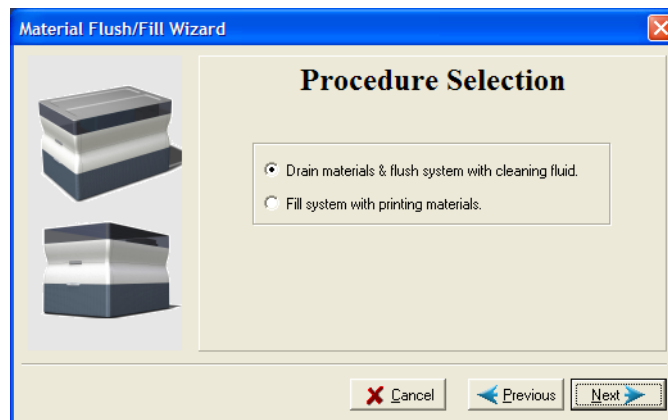 Material Flush/Fill Wizard
Procedure Selection
Drain materials & flush system with cleaning fluid.
Fill system with printing materials.
Cancel
Previous
Next